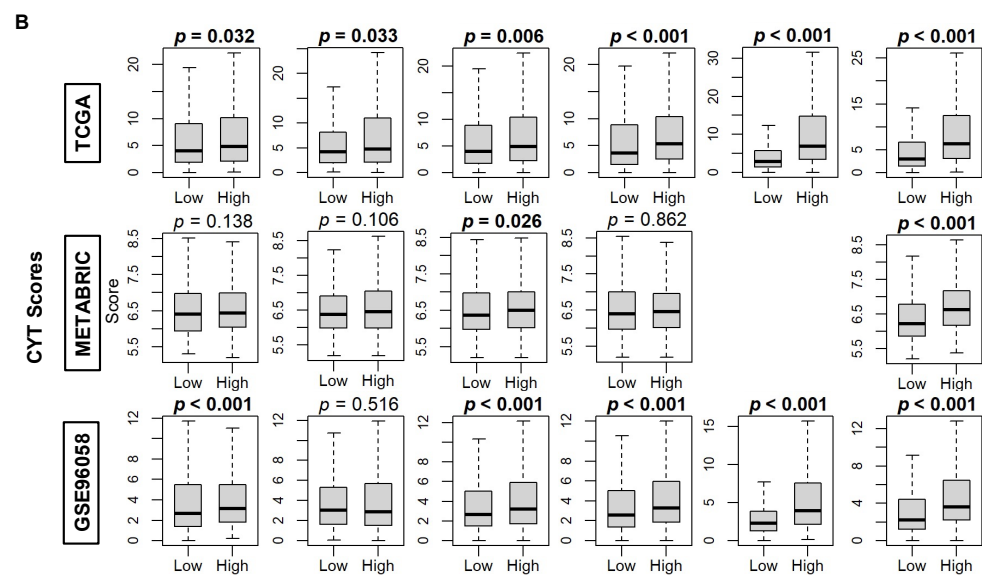 B
CYT Scores
TCGA
p = 0.032
p = 0.033
p = 0.006
p < 0.001
p < 0.001
p < 0.001
0 5 10 20
0 5 10 20
0 5 10 20
0 5 10 20
0 10 20 30
0 5 15 25
Low High
Low High
Low High
Low High
Low High
Low High
METABRIC
Score
p = 0.138
p = 0.106
p = 0.026
p = 0.862
p < 0.001
5.5 6.5 7.5 8.5
5.5 6.5 7.5 8.5
5.5 6.5 7.5 8.5
5.5 6.5 7.5 8.5
5.5 6.5 7.5 8.5
Low High
Low High
Low High
Low High
Low High
GSE96058
p < 0.001
p = 0.516
p < 0.001
p < 0.001
p < 0.001
p < 0.001
0 2 4 6 8 12
0 2 4 6 8 12
0 2 4 6 8 12
0 2 4 6 8 12
0 5 10 15
0 4 8 12
Low High
Low High
Low High
Low High
Low High
Low High